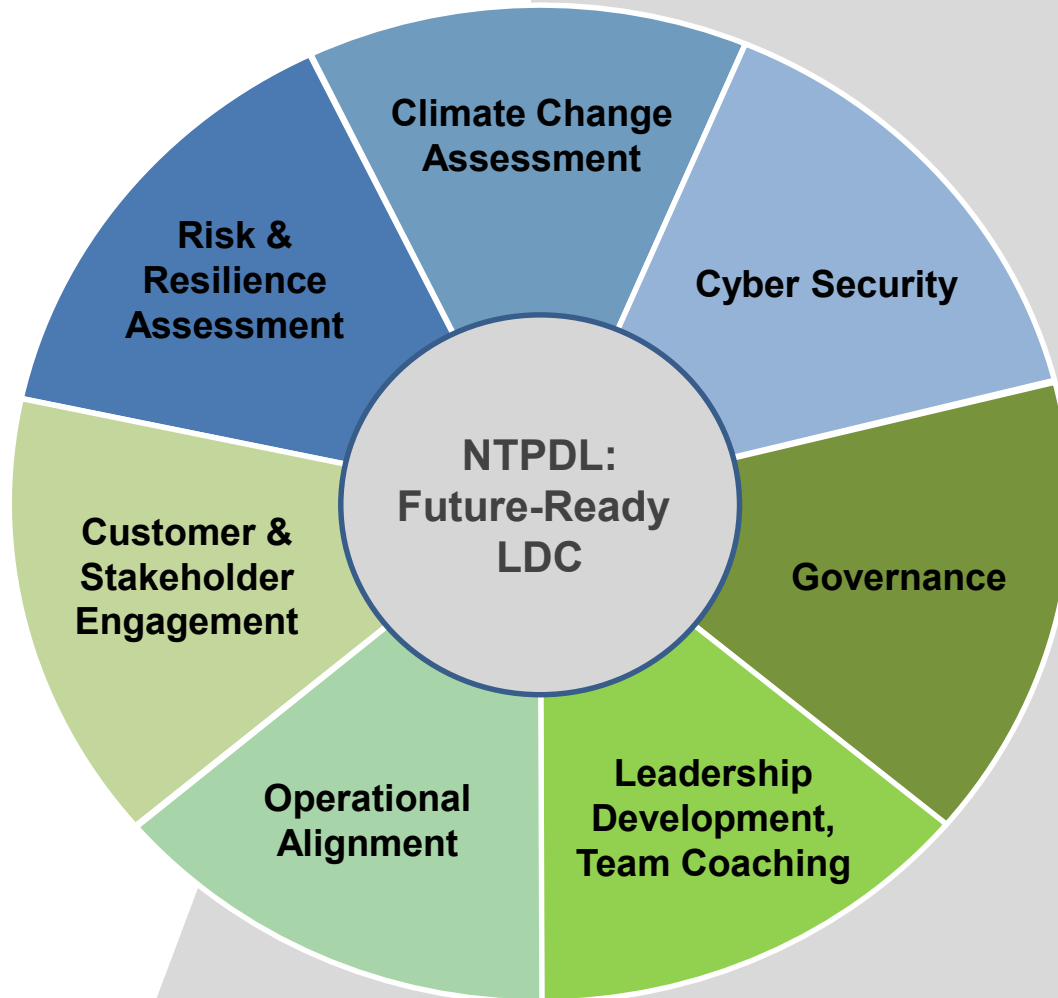 Climate Change
Assessment
Cyber Security
Governance
Leadership
Development,
Team Coaching
Operational
Alignment
Customer &
Stakeholder
Engagement
Risk &
Resilience
Assessment
NTPDL:
Future-Ready
LDC